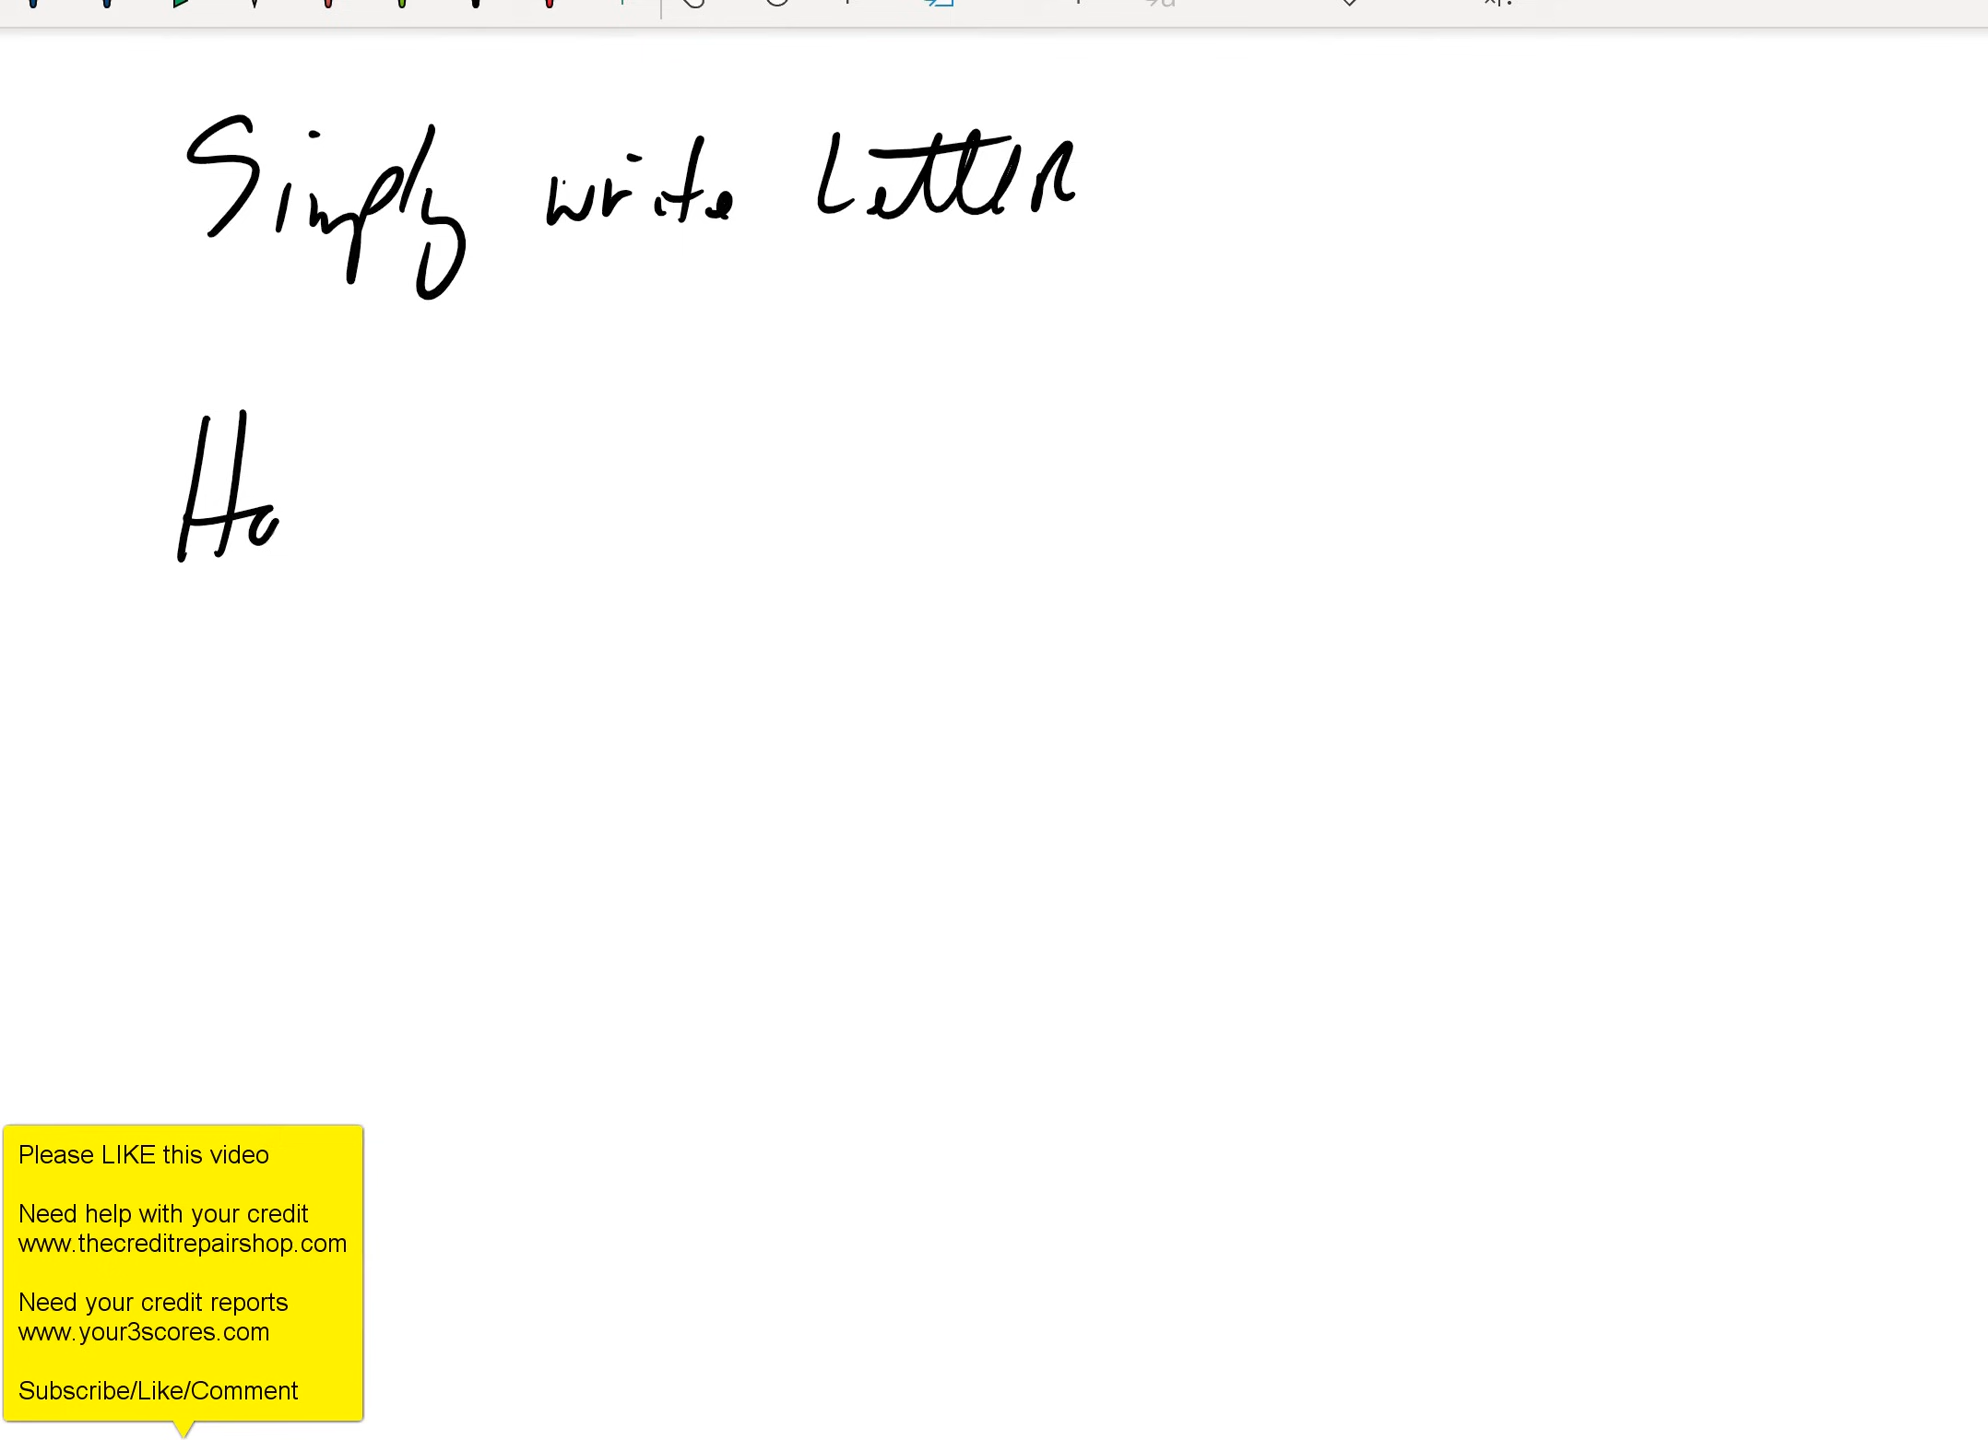 Simply write Letter
Ho
Please LIKE this video
Need help with your credit
www.thecreditrepairshop.com
Need your credit reports
www.your3scores.com
Subscribe/Like/Comment